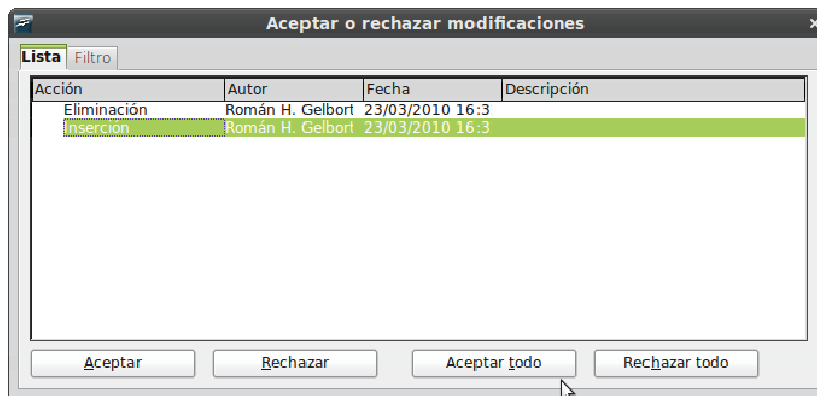 Aceptar o rechazar modificaciones
Lista Filtro
Acción Autor Fecha Descripción
Eliminación Román H. Gelbort 23/03/2010 16:3
Inserción Román H. Gelbort 23/03/2010 16:3
Aceptar Rechazar Aceptar todo Rechazar todo